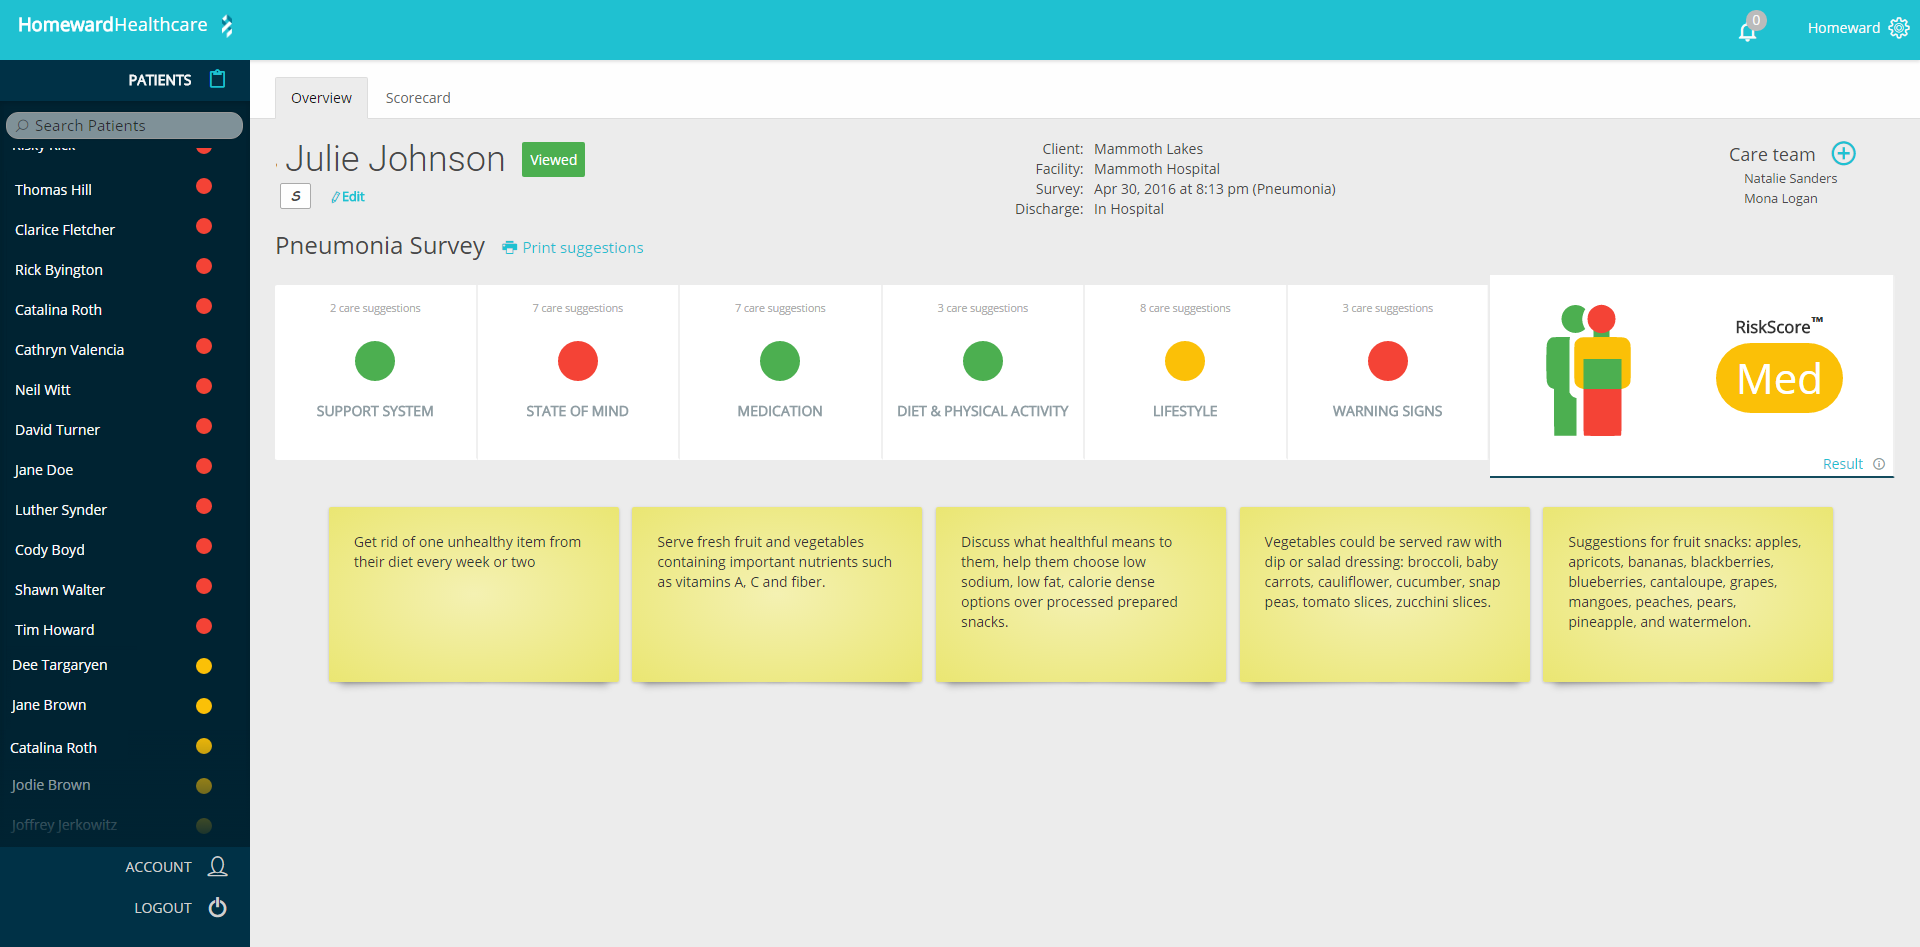 HomewardHealthcare
0
Homeward
PATIENTS
Search Patients
Risky Rick
Thomas Hill
Clarice Fletcher
Rick Byington
Catalina Roth
Cathryn Valencia
Neil Witt
David Turner
Jane Doe
Luther Synder
Cody Boyd
Shawn Walter
Tim Howard
Dee Targaryen
Jane Brown
Catalina Roth
Jodie Brown
Joffrey Jerkowitz
ACCOUNT
LOGOUT
Overview
Scorecard
Julie Johnson
Viewed
S
Edit
Client: Mammoth Lakes
Facility: Mammoth Hospital
Survey: Apr 30, 2016 at 8:13 pm (Pneumonia)
Discharge: In Hospital
Care team
Natalie Sanders
Mona Logan
Pneumonia Survey
Print suggestions
2 care suggestions
SUPPORT SYSTEM
7 care suggestions
STATE OF MIND
7 care suggestions
MEDICATION
3 care suggestions
DIET & PHYSICAL ACTIVITY
8 care suggestions
LIFESTYLE
3 care suggestions
WARNING SIGNS
RiskScore™
Med
Result
Get rid of one unhealthy item from
their diet every week or two
Serve fresh fruit and vegetables
containing important nutrients such
as vitamins A, C and fiber.
Discuss what healthful means to
them, help them choose low
sodium, low fat, calorie dense
options over processed prepared
snacks.
Vegetables could be served raw with
dip or salad dressing: broccoli, baby
carrots, cauliflower, cucumber, snap
peas, tomato slices, zucchini slices.
Suggestions for fruit snacks: apples,
apricots, bananas, blackberries,
blueberries, cantaloupe, grapes,
mangoes, peaches, pears,
pineapple, and watermelon.